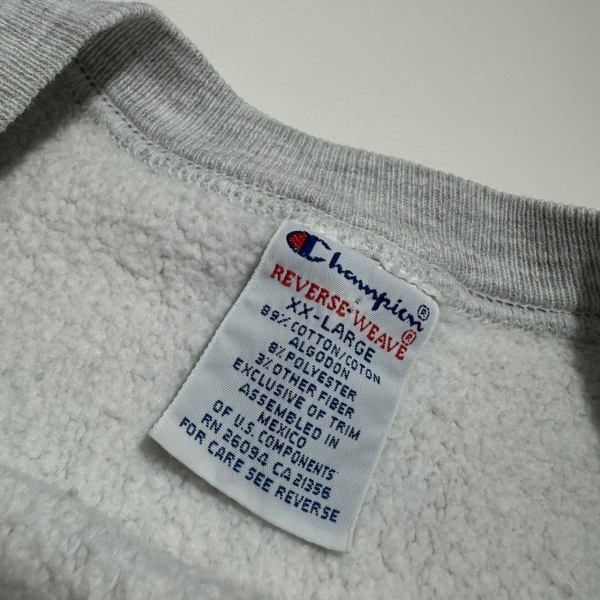 Champion®
REVERSE WEAVE®
XX-LARGE
89% COTTON/COTON
ALGODON
8% POLYESTER
3% OTHER FIBER
EXCLUSIVE OF TRIM
ASSEMBLED IN
MEXICO
OF U.S. COMPONENTS
RN 26094 CA 21356
FOR CARE SEE REVERSE